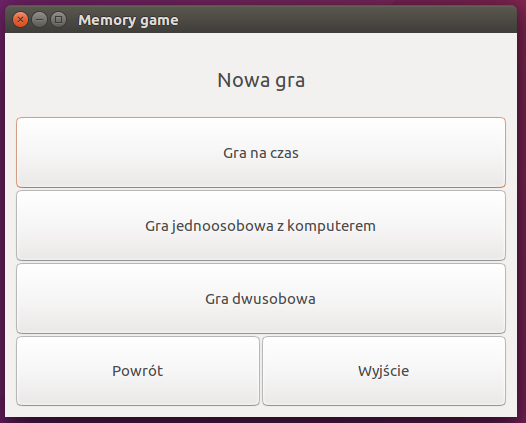 Memory game
Nowa gra
Gra na czas
Gra jednoosobowa z komputerem
Gra dwusobowa
Powrót
Wyjście